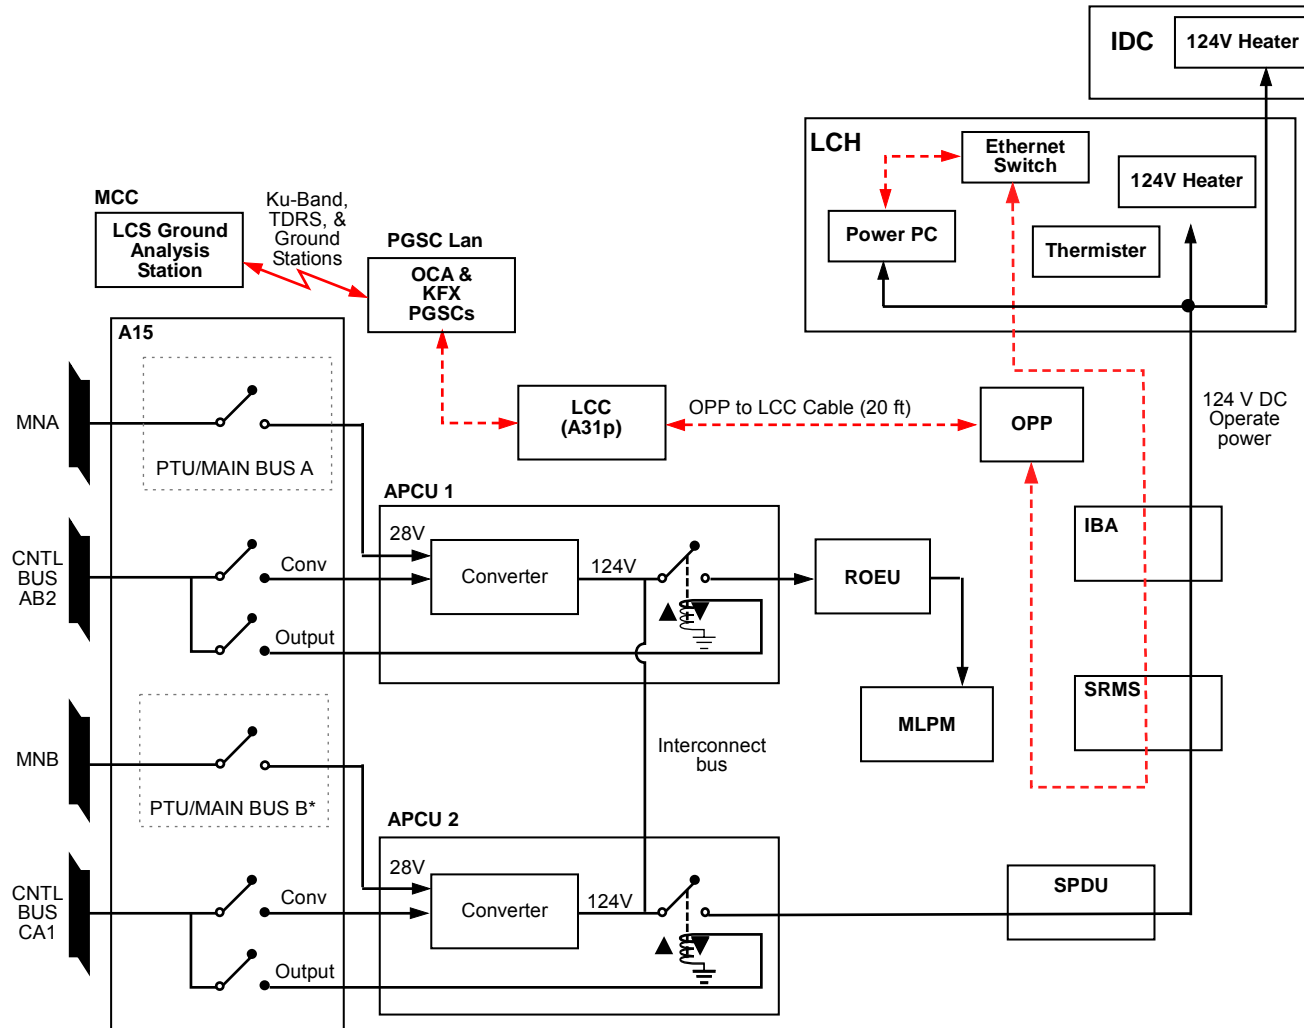 IDC
124V Heater
LCH
Ethernet
Switch
124V Heater
Power PC
Thermister
MCC
LCS Ground
Analysis
Station
Ku-Band,
TDRS, &
Ground
Stations
PGSC Lan
OCA &
KFX
PGSCs
A15
MNA
PTU/MAIN BUS A
LCC
(A31p)
OPP to LCC Cable (20 ft)
OPP
124 V DC
Operate
power
APCU 1
28V
CNTL
BUS
AB2
Conv
Converter
124V
Output
ROEU
IBA
MLPM
SRMS
MNB
PTU/MAIN BUS B*
Interconnect
bus
APCU 2
28V
CNTL
BUS
CA1
Conv
Converter
124V
Output
SPDU